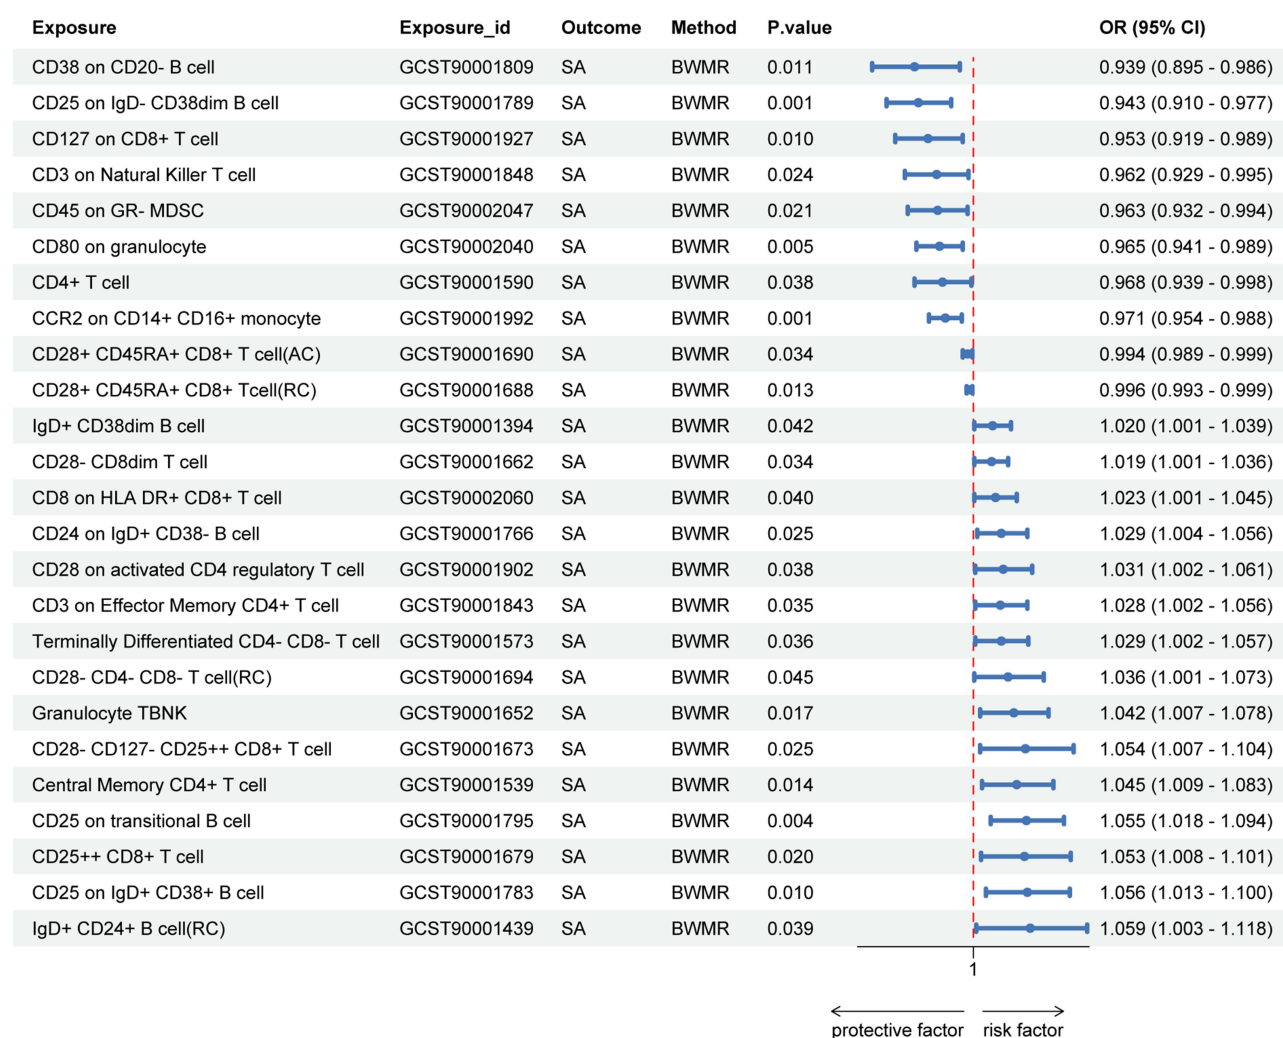 Exposure Exposure_id Outcome Method P.value OR (95% CI)
CD38 on CD20- B cell GCST90001809 SA BWMR 0.011 0.939 (0.895 - 0.986)
CD25 on IgD- CD38dim B cell GCST90001789 SA BWMR 0.001 0.943 (0.910 - 0.977)
CD127 on CD8+ T cell GCST90001927 SA BWMR 0.010 0.953 (0.919 - 0.989)
CD3 on Natural Killer T cell GCST90001848 SA BWMR 0.024 0.962 (0.929 - 0.995)
CD45 on GR- MDSC GCST90002047 SA BWMR 0.021 0.963 (0.932 - 0.994)
CD80 on granulocyte GCST90002040 SA BWMR 0.005 0.965 (0.941 - 0.989)
CD4+ T cell GCST90001590 SA BWMR 0.038 0.968 (0.939 - 0.998)
CCR2 on CD14+ CD16+ monocyte GCST90001992 SA BWMR 0.001 0.971 (0.954 - 0.988)
CD28+ CD45RA+ CD8+ T cell(AC) GCST90001690 SA BWMR 0.034 0.994 (0.989 - 0.999)
CD28+ CD45RA+ CD8+ Tcell(RC) GCST90001688 SA BWMR 0.013 0.996 (0.993 - 0.999)
IgD+ CD38dim B cell GCST90001394 SA BWMR 0.042 1.020 (1.001 - 1.039)
CD28- CD8dim T cell GCST90001662 SA BWMR 0.034 1.019 (1.001 - 1.036)
CD8 on HLA DR+ CD8+ T cell GCST90002060 SA BWMR 0.040 1.023 (1.001 - 1.045)
CD24 on IgD+ CD38- B cell GCST90001766 SA BWMR 0.025 1.029 (1.004 - 1.056)
CD28 on activated CD4 regulatory T cell GCST90001902 SA BWMR 0.038 1.031 (1.002 - 1.061)
CD3 on Effector Memory CD4+ T cell GCST90001843 SA BWMR 0.035 1.028 (1.002 - 1.056)
Terminally Differentiated CD4- CD8- T cell GCST90001573 SA BWMR 0.036 1.029 (1.002 - 1.057)
CD28- CD4- CD8- T cell(RC) GCST90001694 SA BWMR 0.045 1.036 (1.001 - 1.073)
Granulocyte TBNK GCST90001652 SA BWMR 0.017 1.042 (1.007 - 1.078)
CD28- CD127- CD25++ CD8+ T cell GCST90001673 SA BWMR 0.025 1.054 (1.007 - 1.104)
Central Memory CD4+ T cell GCST90001539 SA BWMR 0.014 1.045 (1.009 - 1.083)
CD25 on transitional B cell GCST90001795 SA BWMR 0.004 1.055 (1.018 - 1.094)
CD25++ CD8+ T cell GCST90001679 SA BWMR 0.020 1.053 (1.008 - 1.101)
CD25 on IgD+ CD38+ B cell GCST90001783 SA BWMR 0.010 1.056 (1.013 - 1.100)
IgD+ CD24+ B cell(RC) GCST90001439 SA BWMR 0.039 1.059 (1.003 - 1.118)
1
protective factor risk factor